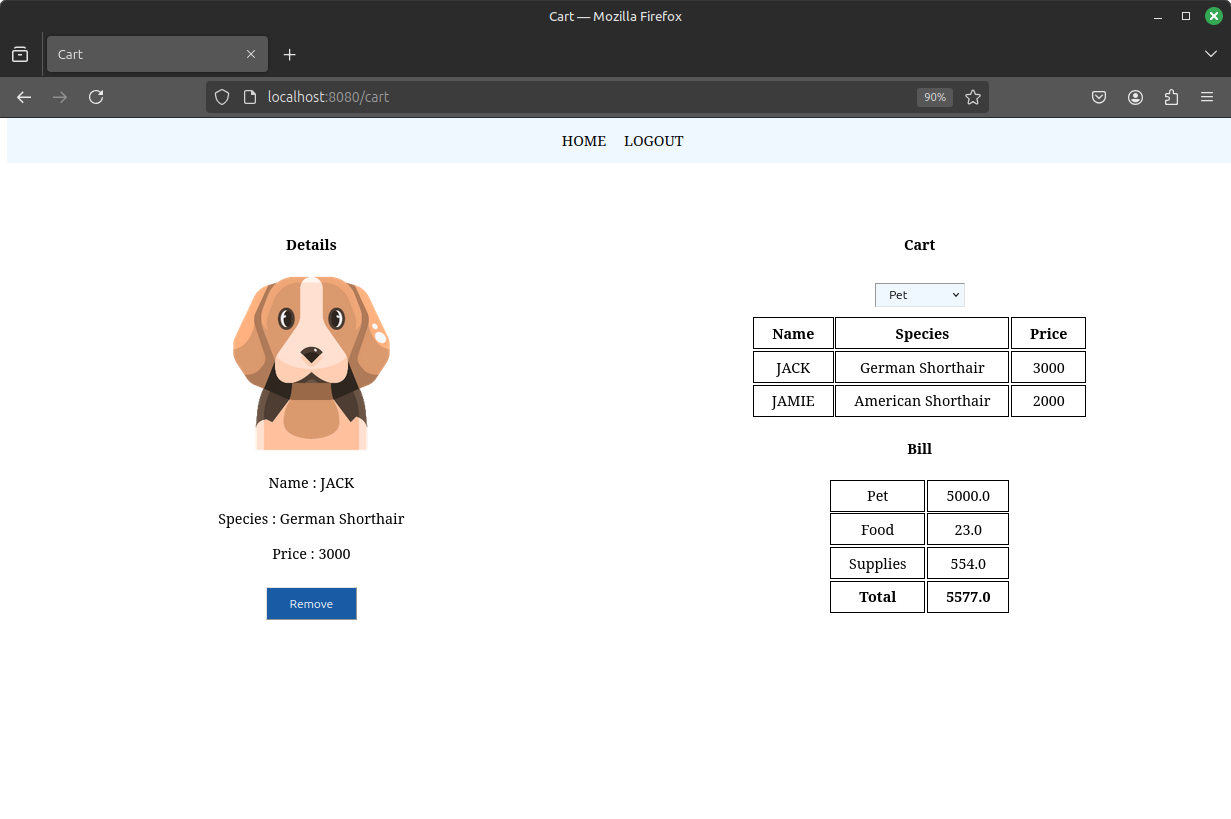 Cart — Mozilla Firefox
Cart
localhost:8080/cart
90%
HOME LOGOUT
Details
Name : JACK
Species : German Shorthair
Price : 3000
Remove
Cart
Pet
Name Species Price
JACK German Shorthair 3000
JAMIE American Shorthair 2000
Bill
Pet 5000.0
Food 23.0
Supplies 554.0
Total 5577.0